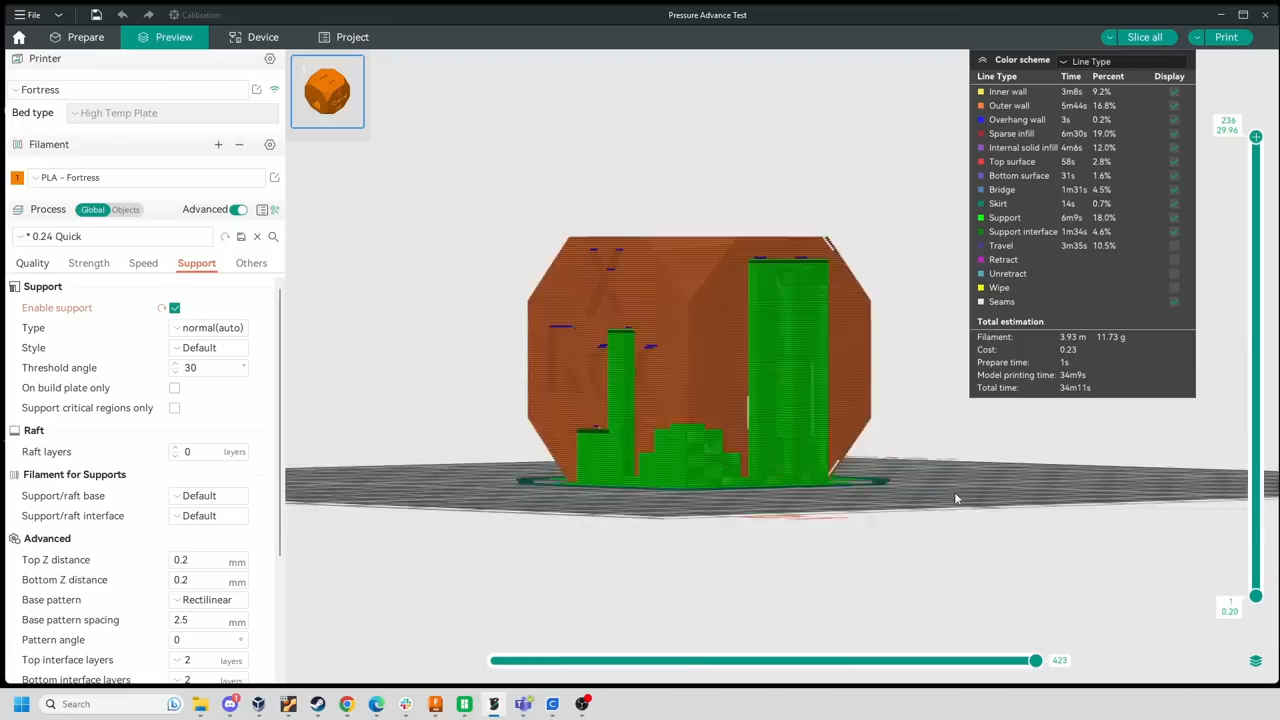 File
Calibration
Pressure Advance Test
Prepare
Preview
Device
Project
Slice all
Print
Printer
Fortress
Bed type
High Temp Plate
Filament
1
PLA - Fortress
Process
Global
Objects
Advanced
* 0.24 Quick
Quality
Strength
Speed
Support
Others
Support
Enable support
Type normal(auto)
Style Default
Threshold angle 30 °
On build plate only
Support critical regions only
Raft
Raft layers 0 layers
Filament for Supports
Support/raft base Default
Support/raft interface Default
Advanced
Top Z distance 0.2 mm
Bottom Z distance 0.2 mm
Base pattern Rectilinear
Base pattern spacing 2.5 mm
Pattern angle 0 °
Top interface layers 2 layers
Bottom interface layers 2 layers
Color scheme Line Type
Line Type Time Percent Display
Inner wall 3m8s 9.2%
Outer wall 5m44s 16.8%
Overhang wall 3s 0.2%
Sparse infill 6m30s 19.0%
Internal solid infill 4m6s 12.0%
Top surface 58s 2.8%
Bottom surface 31s 1.6%
Bridge 1m31s 4.5%
Skirt 14s 0.7%
Support 6m9s 18.0%
Support interface 1m34s 4.6%
Travel 3m35s 10.5%
Retract
Unretract
Wipe
Seams
Total estimation
Filament: 3.93 m 11.73 g
Cost: 0.23
Prepare time: 1s
Model printing time: 34m9s
Total time: 34m11s
236
29.96
1
0.20
423
Search